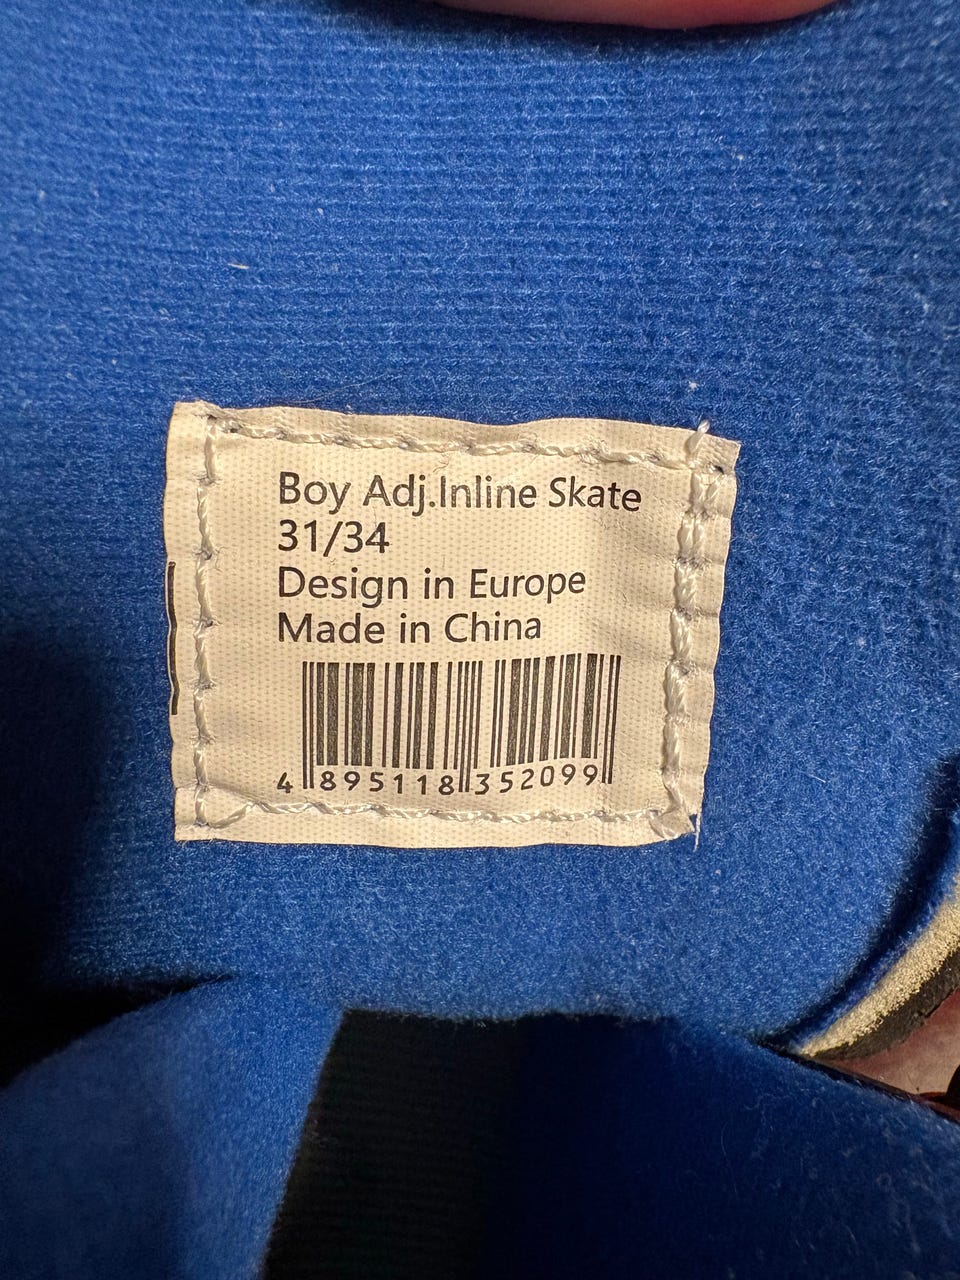 Boy Adj.Inline Skate
31/34
Design in Europe
Made in China
4 895118 352099